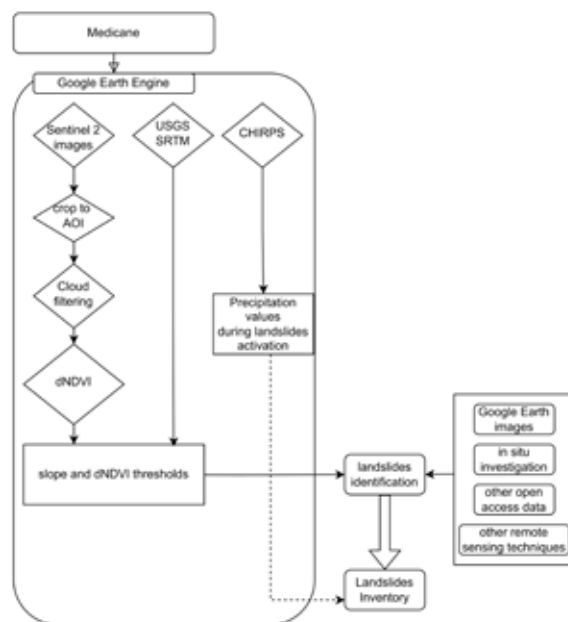 Medicane
Google Earth Engine
Sentinel 2
images
USGS
SRTM
CHIRPS
crop to
AOI
Cloud
filtering
Precipitation
values
during landslides
activation
dNDVI
slope and dNDVI thresholds
landslides
identification
Google Earth
images
in situ
investigation
other open
access data
other remote
sensing techniques
Landslides
Inventory